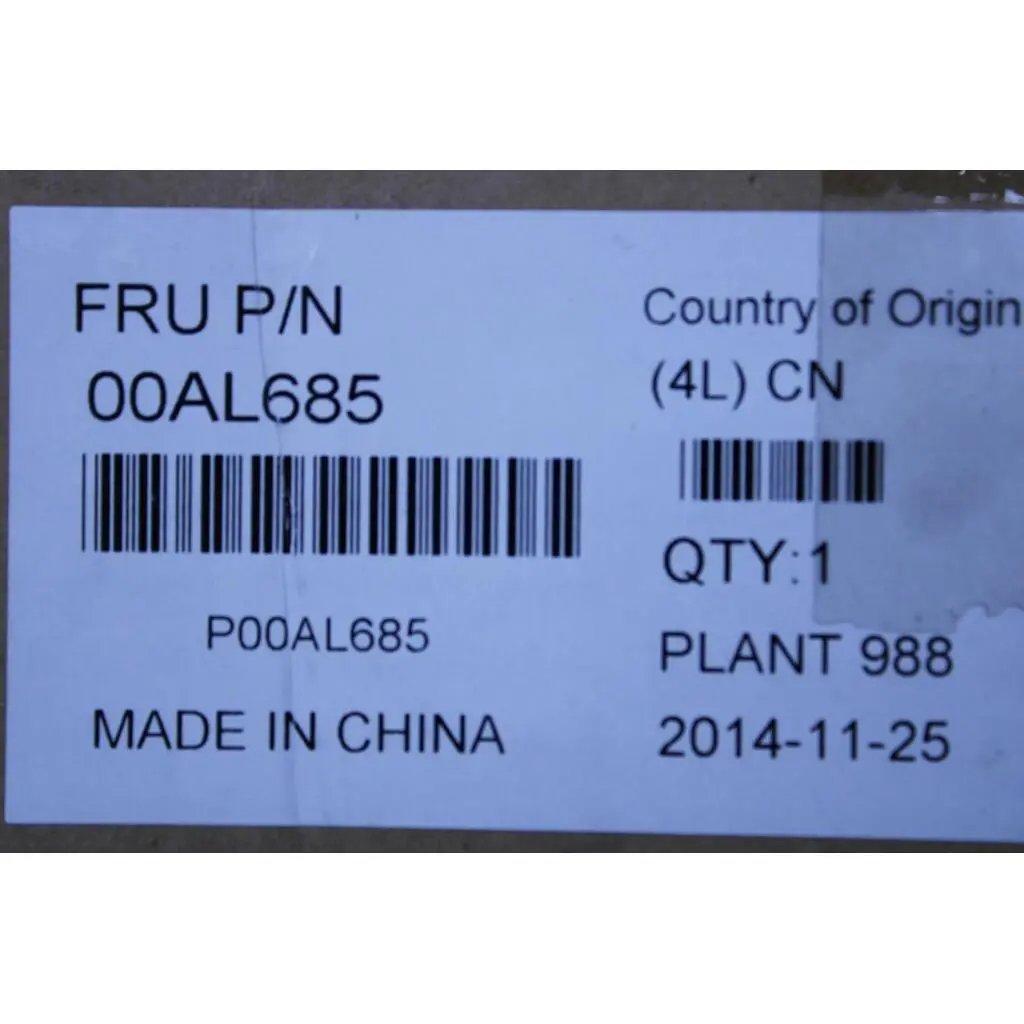 FRU P/N
00AL685
P00AL685
MADE IN CHINA
Country of Origin
(4L) CN
QTY:1
PLANT 988
2014-11-25